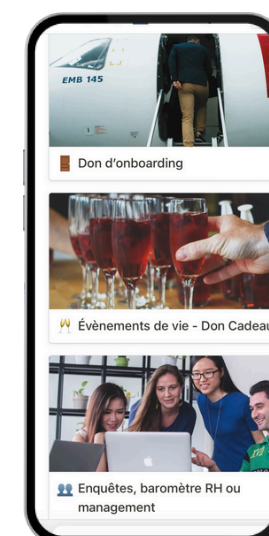 EMB 145
Don d'onboarding
Évènements de vie - Don Cadeau
Enquêtes, baromètre RH ou
management